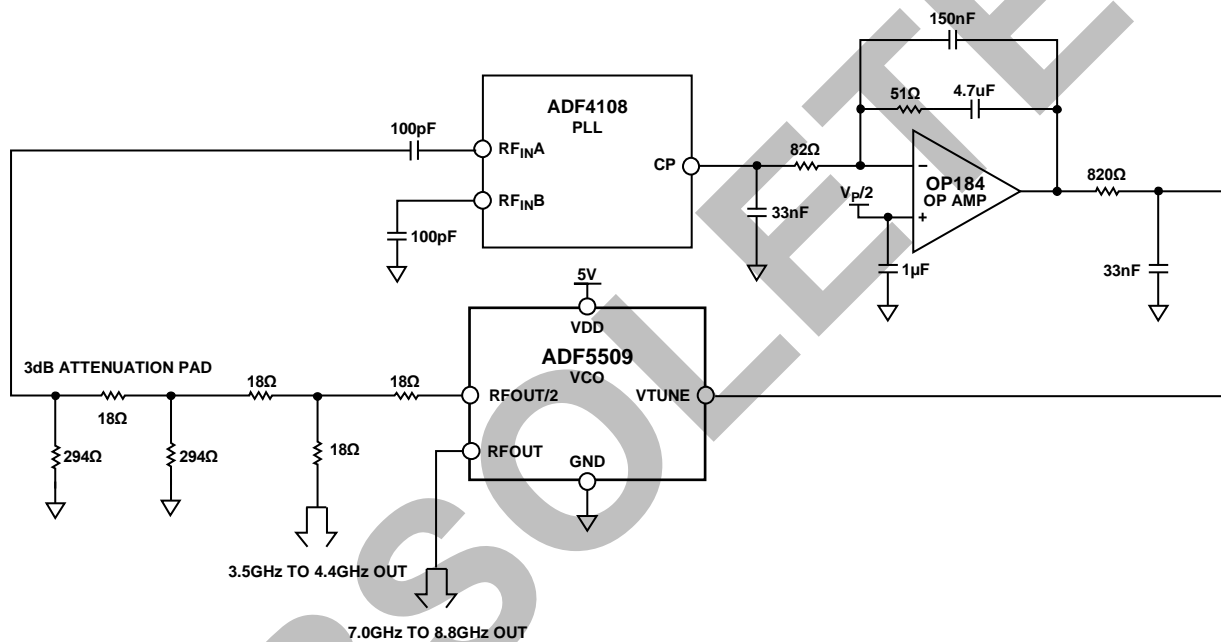 150nF
51Ω
4.7uF
ADF4108
PLL
100pF
RFINA
CP
82Ω
OP184
OP AMP
–
+
820Ω
VP/2
RFINB
33nF
100pF
1µF
33nF
5V
VDD
ADF5509
VCO
3dB ATTENUATION PAD
18Ω
18Ω
RFOUT/2
VTUNE
18Ω
RFOUT
294Ω
294Ω
18Ω
GND
3.5GHz TO 4.4GHz OUT
7.0GHz TO 8.8GHz OUT
OBSOLETE